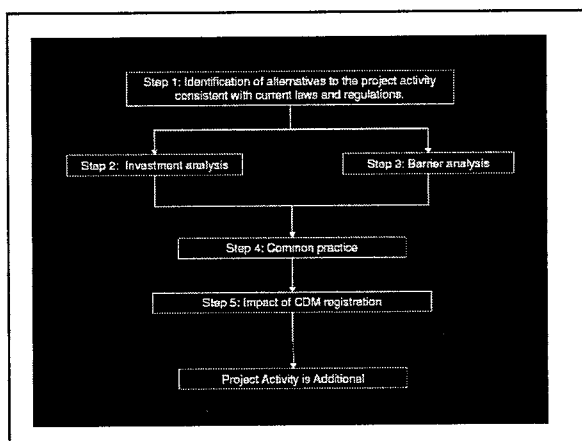 Step 1: Identification of alternatives to the project activity
consistent with current laws and regulations.
Step 2: Investment analysis
Step 3: Barrier analysis
Step 4: Common practice
Step 5: Impact of CDM registration
Project Activity is Additional